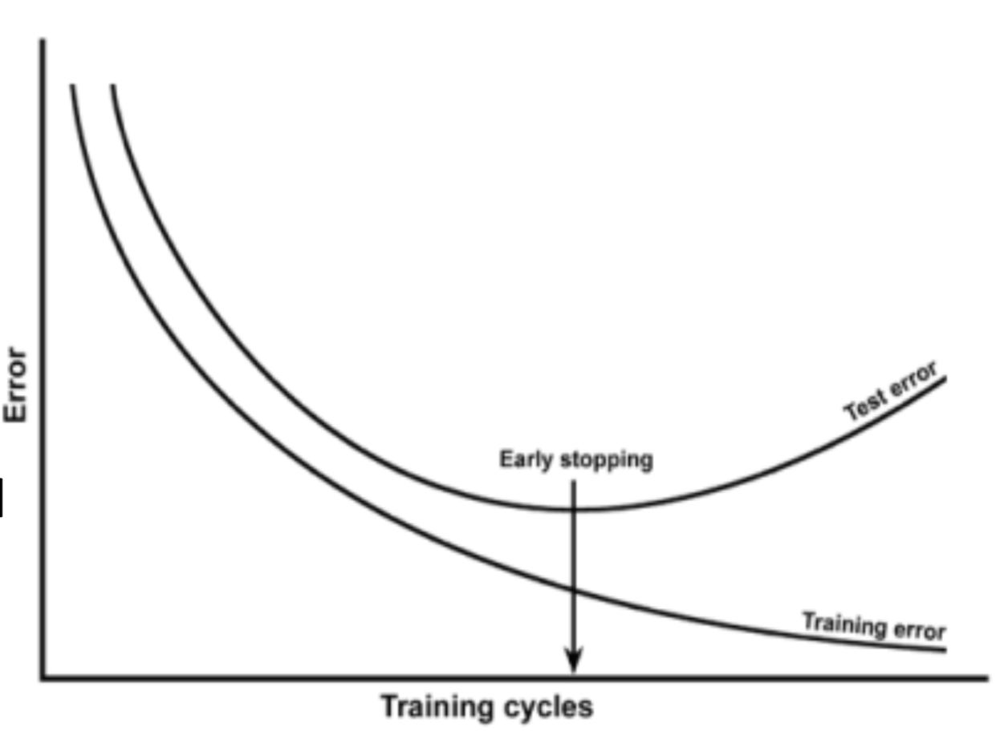 Error
Test error
Early stopping
Training error
Training cycles